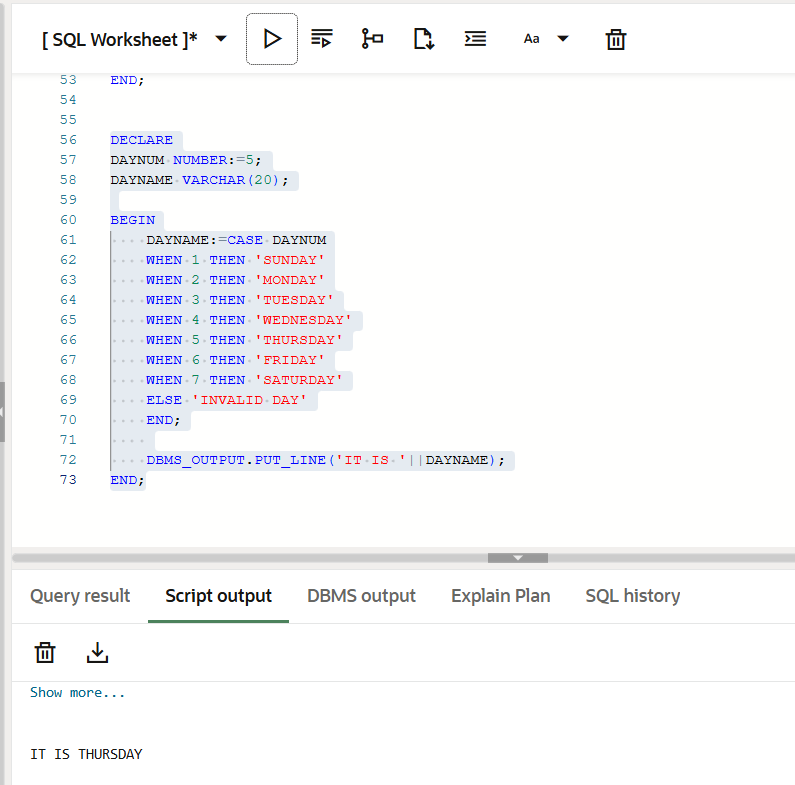 [ SQL Worksheet ]* Aa
53 END;
54
55
56 DECLARE
57 DAYNUM NUMBER:=5;
58 DAYNAME VARCHAR(20);
59
60 BEGIN
61 DAYNAME:=CASE DAYNUM
62 WHEN 1 THEN 'SUNDAY'
63 WHEN 2 THEN 'MONDAY'
64 WHEN 3 THEN 'TUESDAY'
65 WHEN 4 THEN 'WEDNESDAY'
66 WHEN 5 THEN 'THURSDAY'
67 WHEN 6 THEN 'FRIDAY'
68 WHEN 7 THEN 'SATURDAY'
69 ELSE 'INVALID DAY'
70 END;
71
72 DBMS_OUTPUT.PUT_LINE('IT IS '||DAYNAME);
73 END;
Query result Script output DBMS output Explain Plan SQL history
Show more...
IT IS THURSDAY